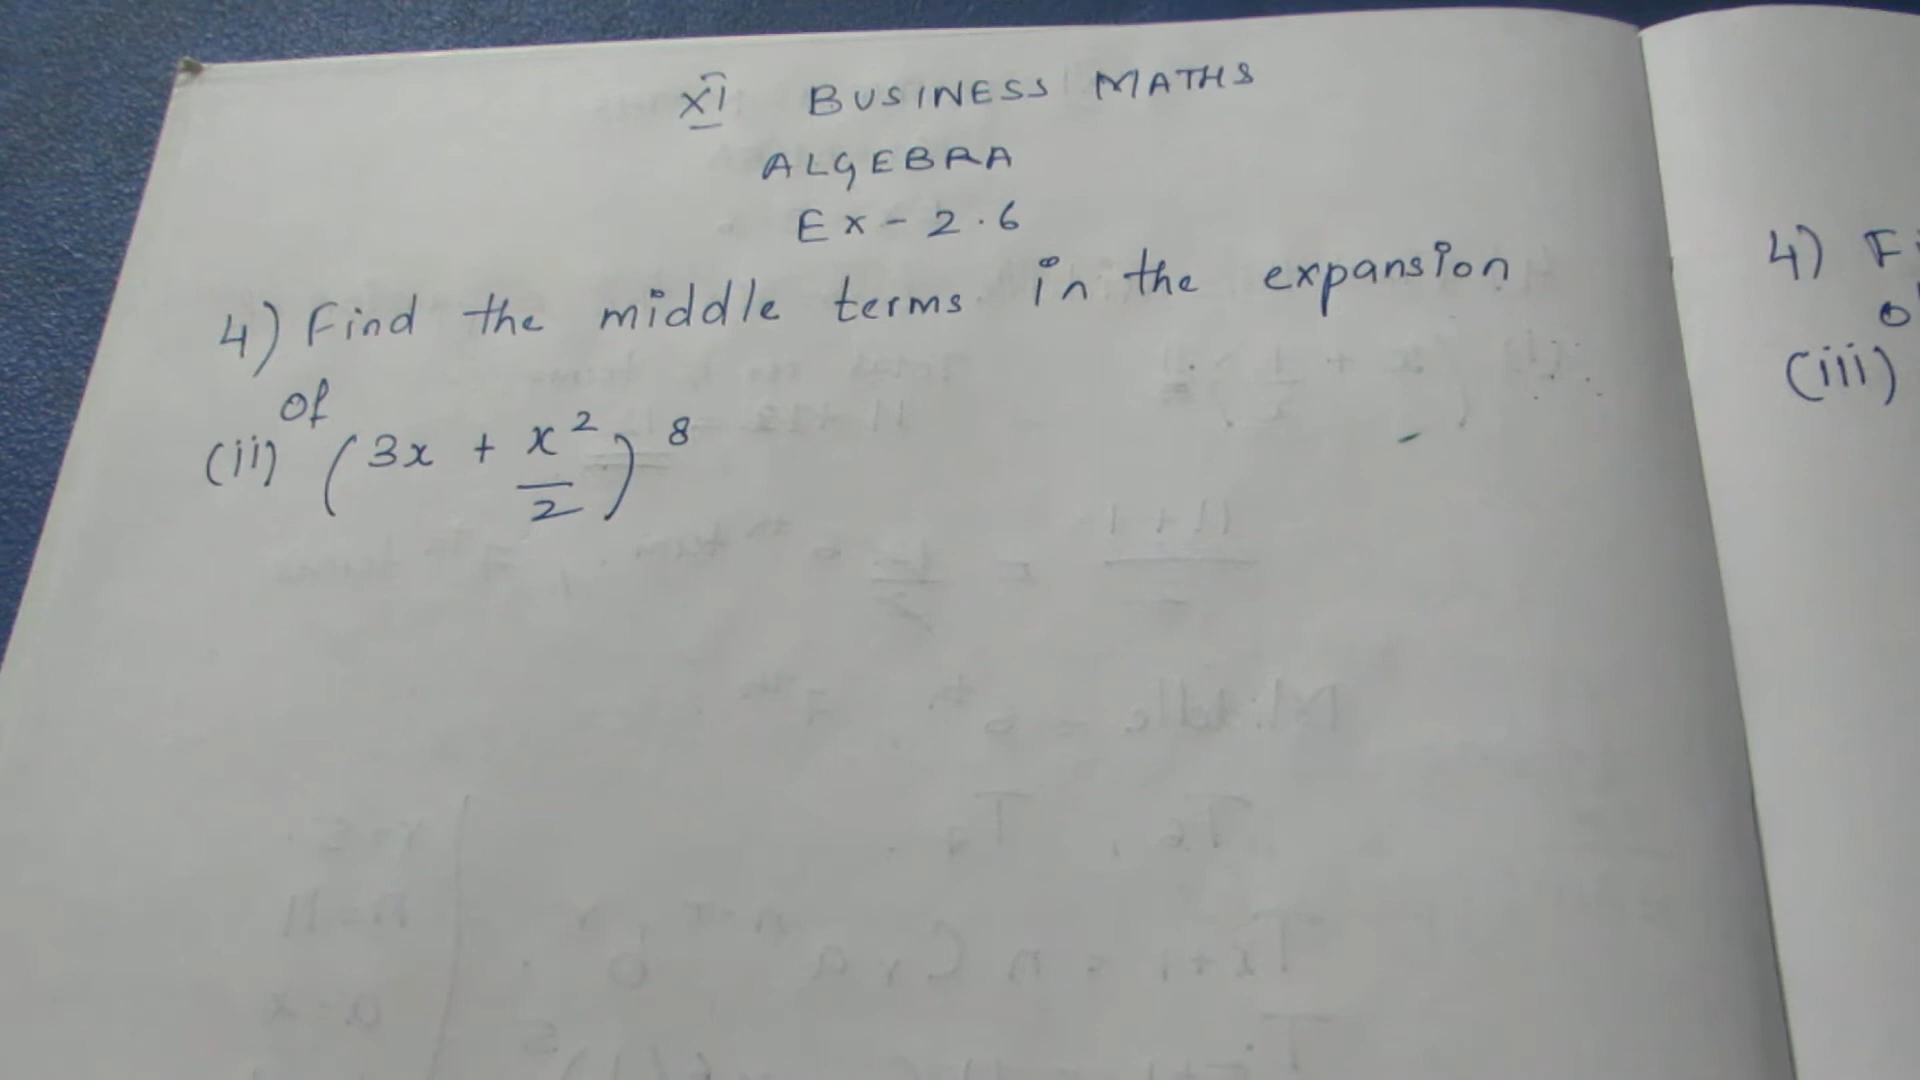 XI BUSINESS MATHS
ALGEBRA
Ex - 2.6
4) Find the middle terms in the expansion
of
(ii) (3x + x²/2)⁸
4) F
(iii)